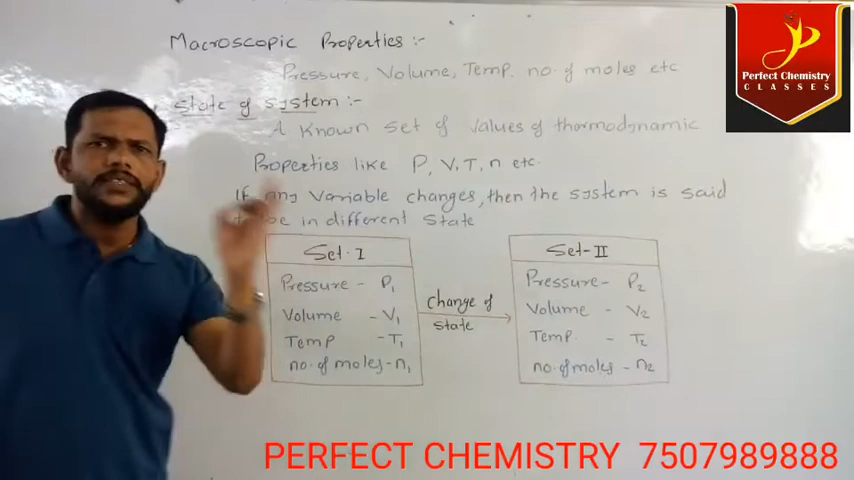 Macroscopic Properties :-
Pressure, Volume, Temp. no. of moles etc
state of system :-
A Known set of values of thermodynamic
Properties like P, V, T, n etc.
If any Variable changes, then the system is said
to be in different state
Set-I
Pressure - P₁
Volume - V₁
Temp - T₁
no. of moles - n₁
change of
state
Set-II
Pressure - P₂
Volume - V₂
Temp. - T₂
no. of moles - n₂
Perfect Chemistry
CLASSES
PERFECT CHEMISTRY 7507989888